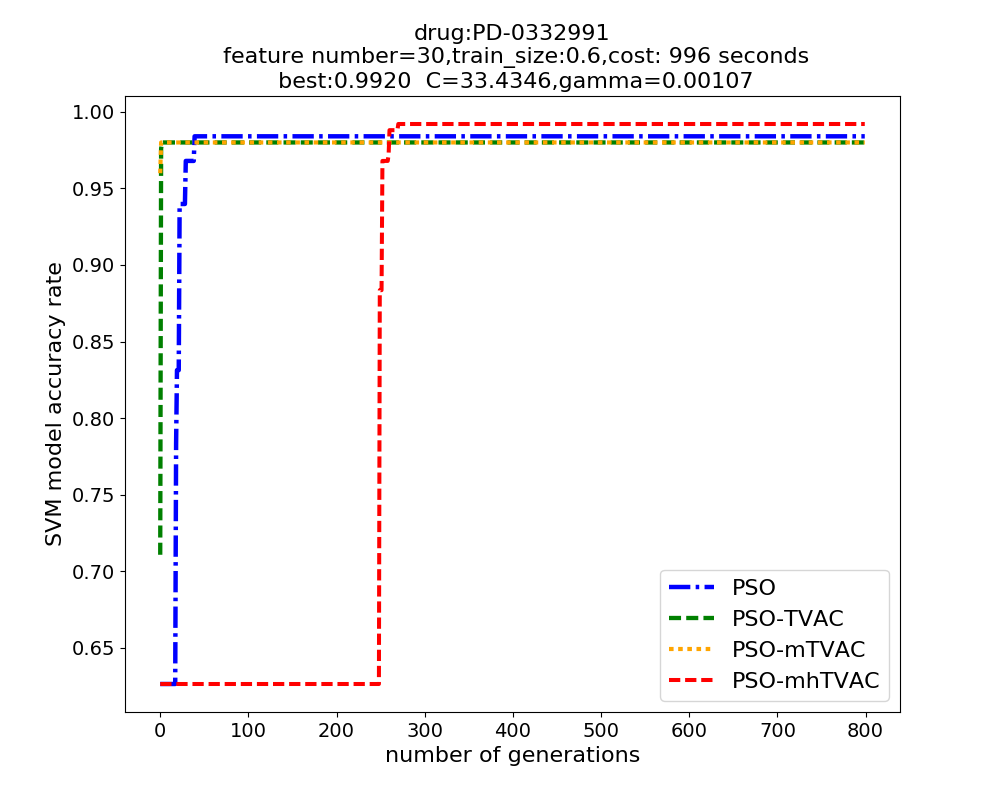 drug:PD-0332991
feature number=30,train_size:0.6,cost: 996 seconds
best:0.9920  C=33.4346,gamma=0.00107
1.00
0.95
0.90
0.85
0.80
0.75
0.70
0.65
SVM model accuracy rate
PSO
PSO-TVAC
PSO-mTVAC
PSO-mhTVAC
0 100 200 300 400 500 600 700 800
number of generations